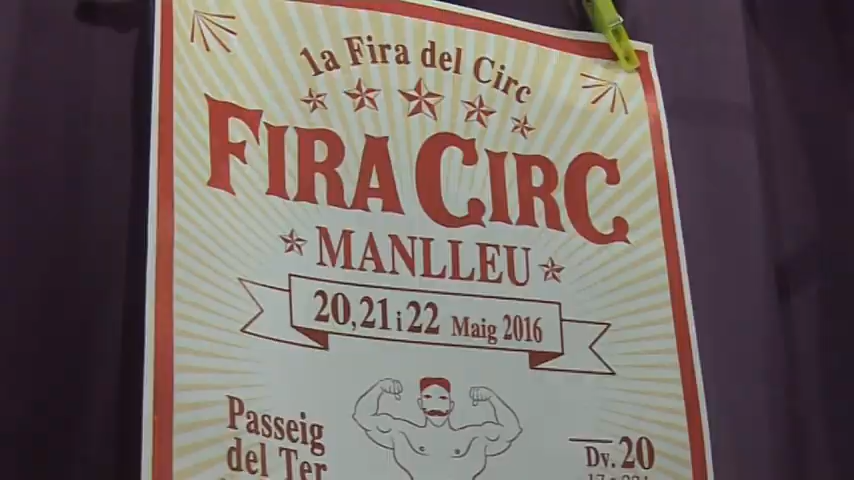 1a Fira del Circ
FIRA CIRC
MANLLEU
20, 21 i 22 Maig 2016
Passeig
del Ter
Dv. 20